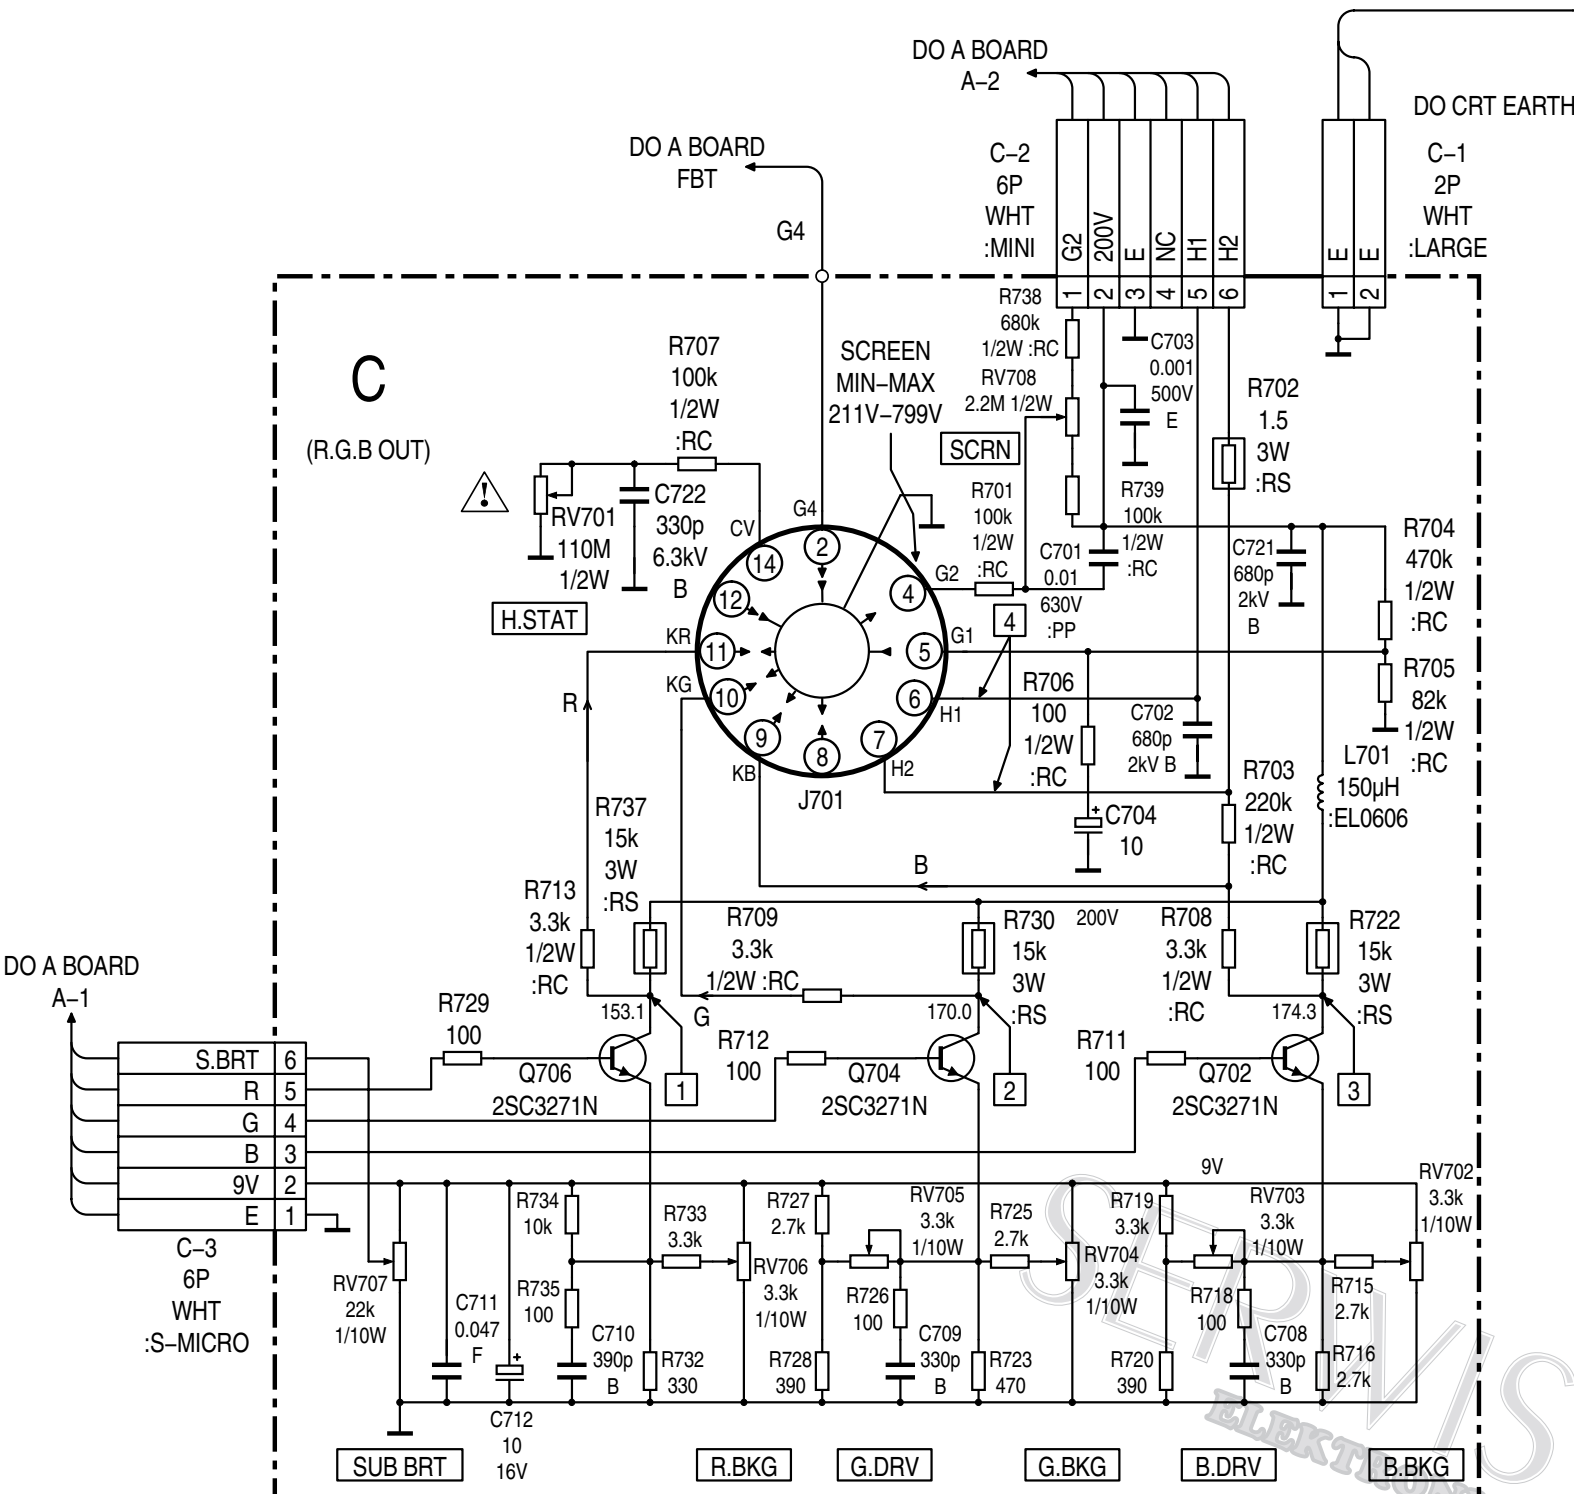 DO A BOARD
A–2
DO CRT EARTH
DO A BOARD
FBT
G4
C–2
6P
WHT
:MINI
G2
200V
E
NC
H1
H2
1
2
3
4
5
6
E
E
1
2
C–1
2P
WHT
:LARGE
C
(R.G.B OUT)
R707
100k
1/2W
:RC
SCREEN
MIN–MAX
211V–799V
R738
680k
1/2W :RC
RV708
2.2M 1/2W
SCRN
C703
0.001
500V
E
R702
1.5
3W
:RS
!
RV701
110M
1/2W
H.STAT
C722
330p
6.3kV
B
CV
G4
G2
G1
H1
H2
KR
KG
KB
2
14
12
11
10
9
8
7
6
5
4
J701
R701
100k
1/2W
:RC
C701
0.01
630V
:PP
R739
100k
1/2W
:RC
C721
680p
2kV
B
R704
470k
1/2W
:RC
4
R705
82k
1/2W
:RC
R706
100
1/2W
:RC
C702
680p
2kV B
L701
150µH
:EL0606
R703
220k
1/2W
:RC
+
C704
10
R
B
G
R737
15k
3W
:RS
R713
3.3k
1/2W
:RC
R709
3.3k
1/2W :RC
200V
R730
15k
3W
:RS
R708
3.3k
1/2W
:RC
R722
15k
3W
:RS
153.1
170.0
174.3
DO A BOARD
A–1
R729
100
Q706
2SC3271N
1
R712
100
Q704
2SC3271N
2
R711
100
Q702
2SC3271N
3
S.BRT 6
R 5
G 4
B 3
9V 2
E 1
C–3
6P
WHT
:S–MICRO
9V
RV707
22k
1/10W
C711
0.047
F
+
C712
10
16V
R734
10k
R735
100
C710
390p
B
R733
3.3k
R732
330
RV706
3.3k
1/10W
R727
2.7k
R728
390
RV705
3.3k
1/10W
R726
100
C709
330p
B
R725
2.7k
R723
470
RV704
3.3k
1/10W
R719
3.3k
R720
390
RV703
3.3k
1/10W
R718
100
C708
330p
B
R715
2.7k
R716
2.7k
RV702
3.3k
1/10W
SUB BRT
R.BKG
G.DRV
G.BKG
B.DRV
B.BKG
SERWIS